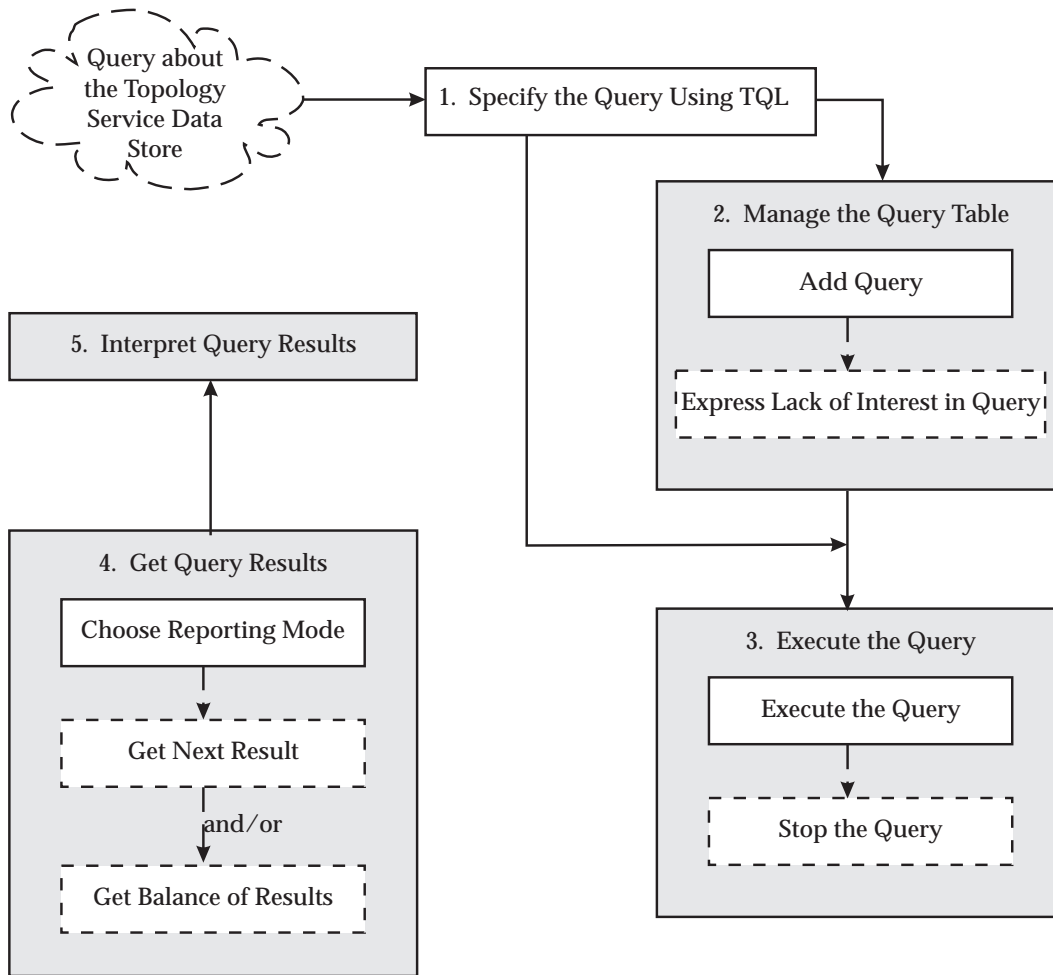 Query about
the Topology
Service Data
Store
1. Specify the Query Using TQL
2. Manage the Query Table
Add Query
Express Lack of Interest in Query
3. Execute the Query
Execute the Query
Stop the Query
4. Get Query Results
Choose Reporting Mode
Get Next Result
and/or
Get Balance of Results
5. Interpret Query Results